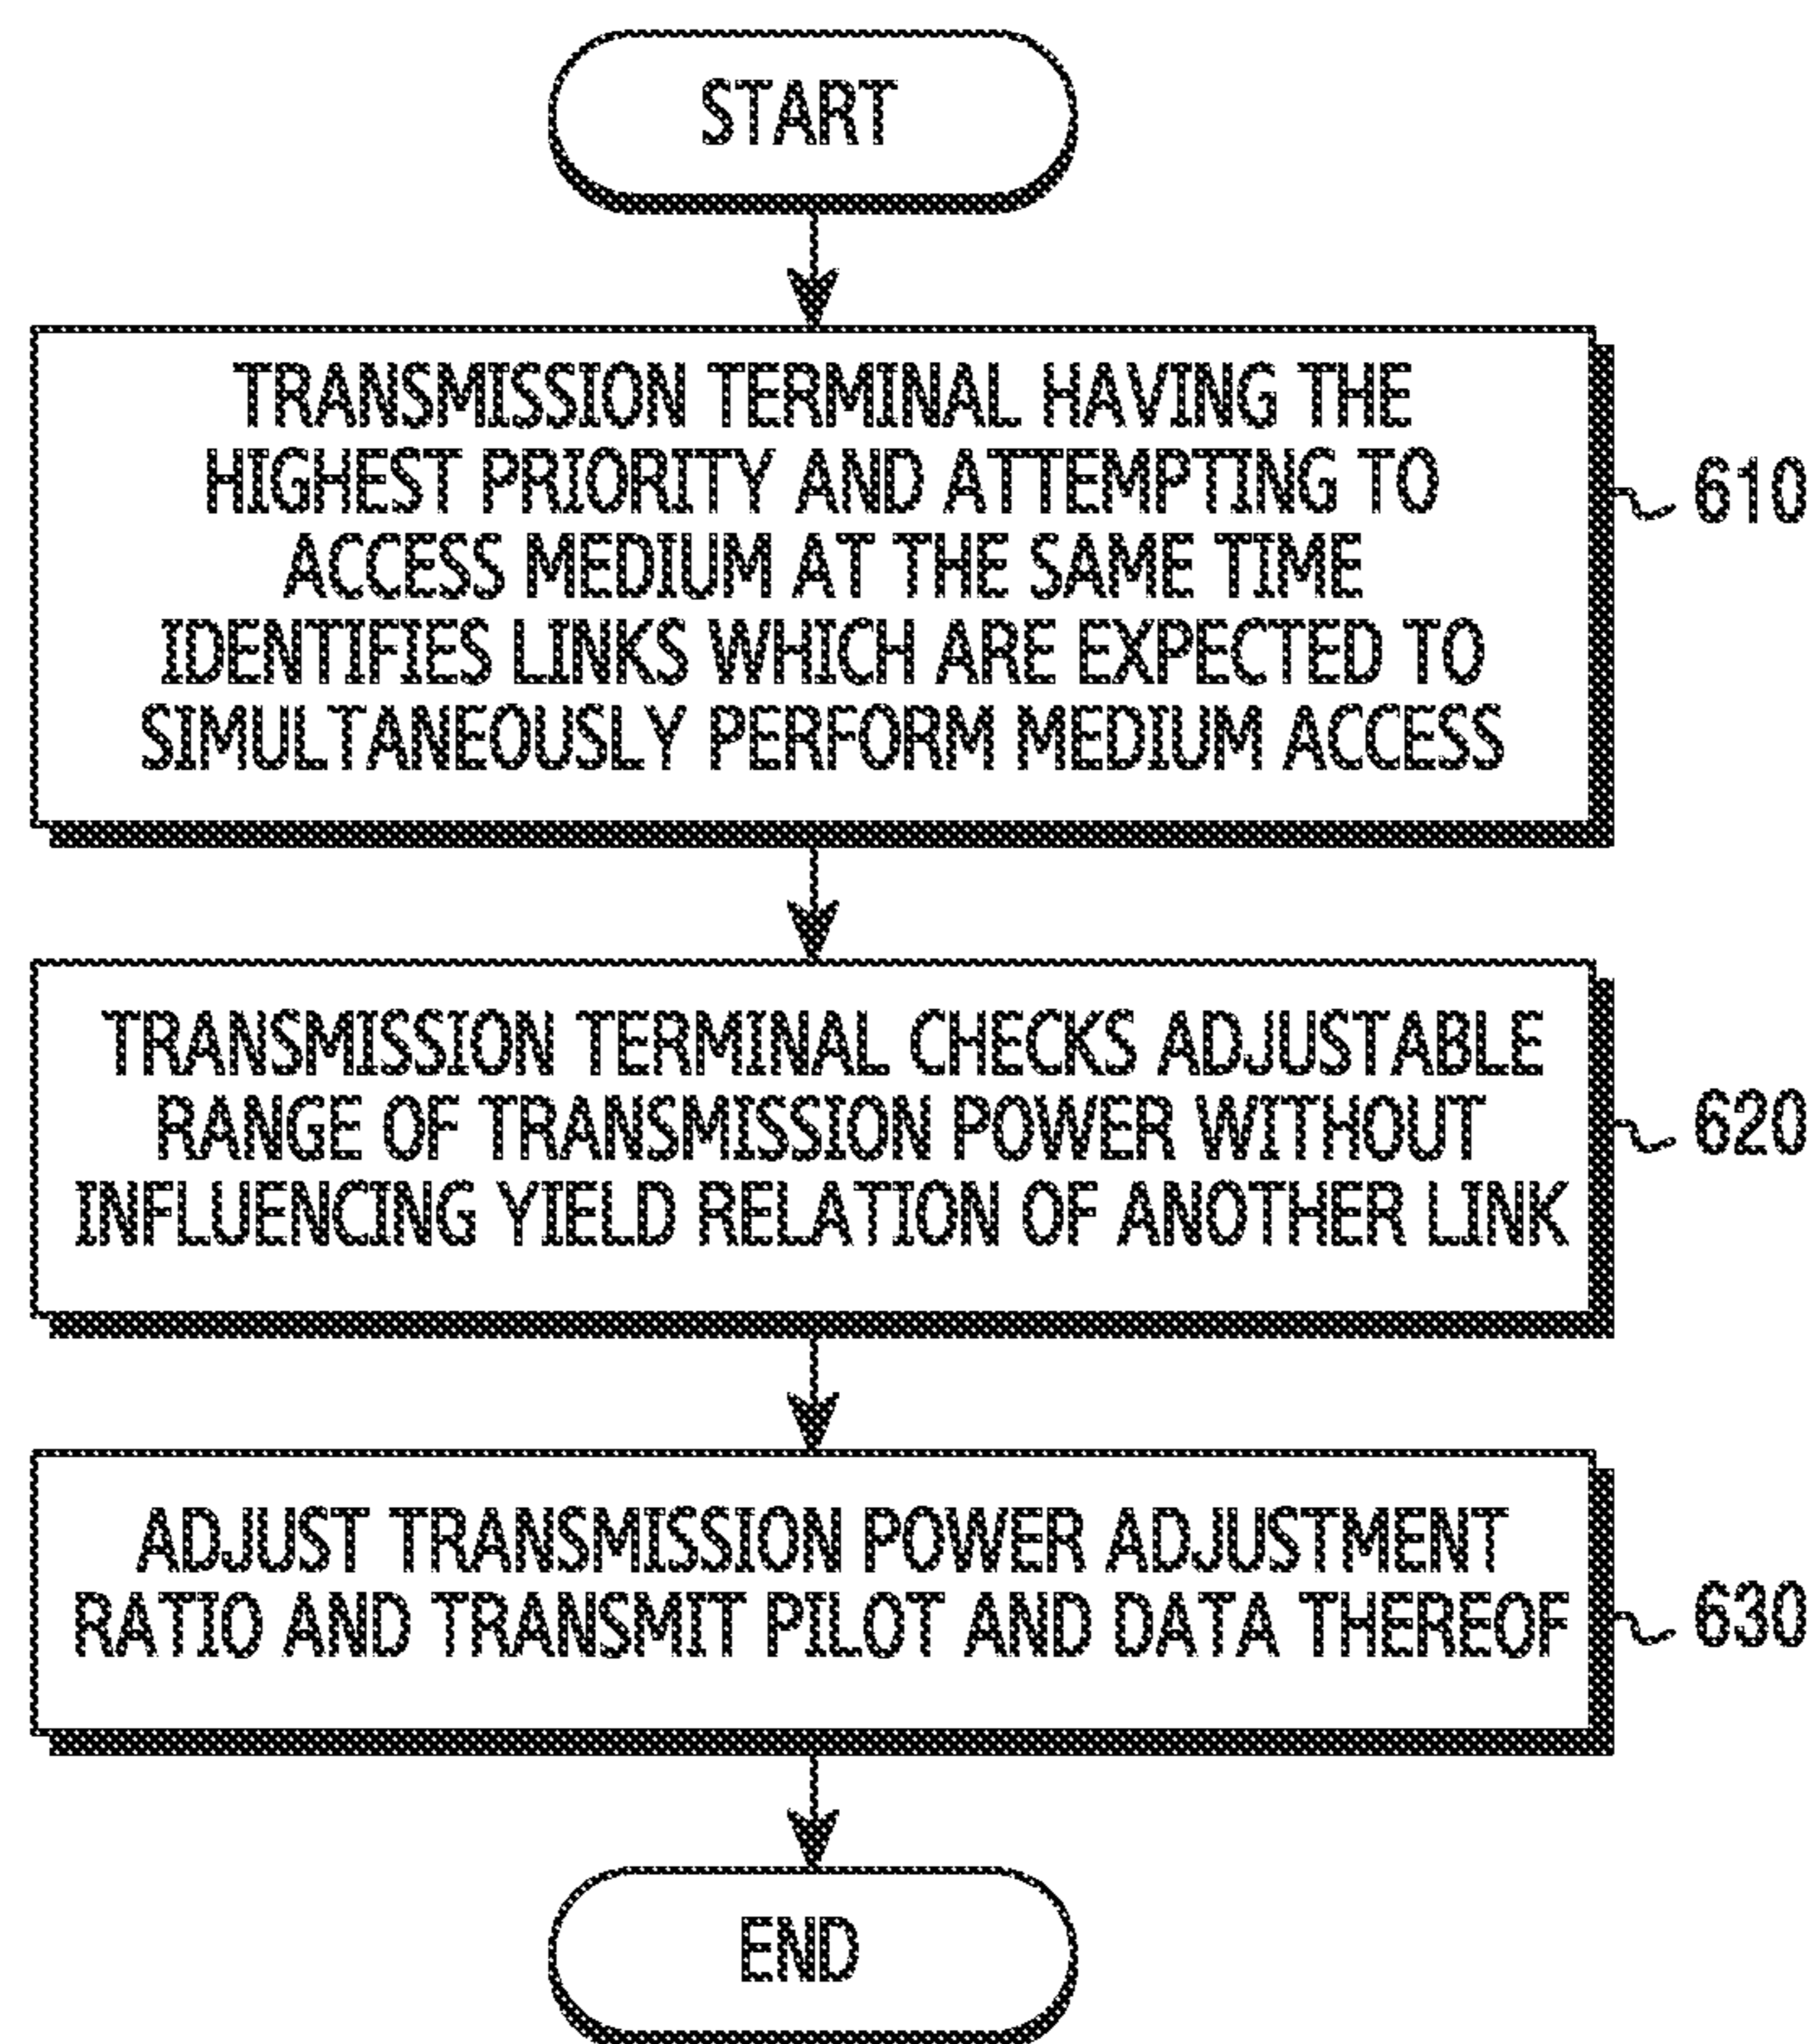 START
TRANSMISSION TERMINAL HAVING THE
HIGHEST PRIORITY AND ATTEMPTING TO
ACCESS MEDIUM AT THE SAME TIME
IDENTIFIES LINKS WHICH ARE EXPECTED TO
SIMULTANEOUSLY PERFORM MEDIUM ACCESS
610
TRANSMISSION TERMINAL CHECKS ADJUSTABLE
RANGE OF TRANSMISSION POWER WITHOUT
INFLUENCING YIELD RELATION OF ANOTHER LINK
620
ADJUST TRANSMISSION POWER ADJUSTMENT
RATIO AND TRANSMIT PILOT AND DATA THEREOF
630
END